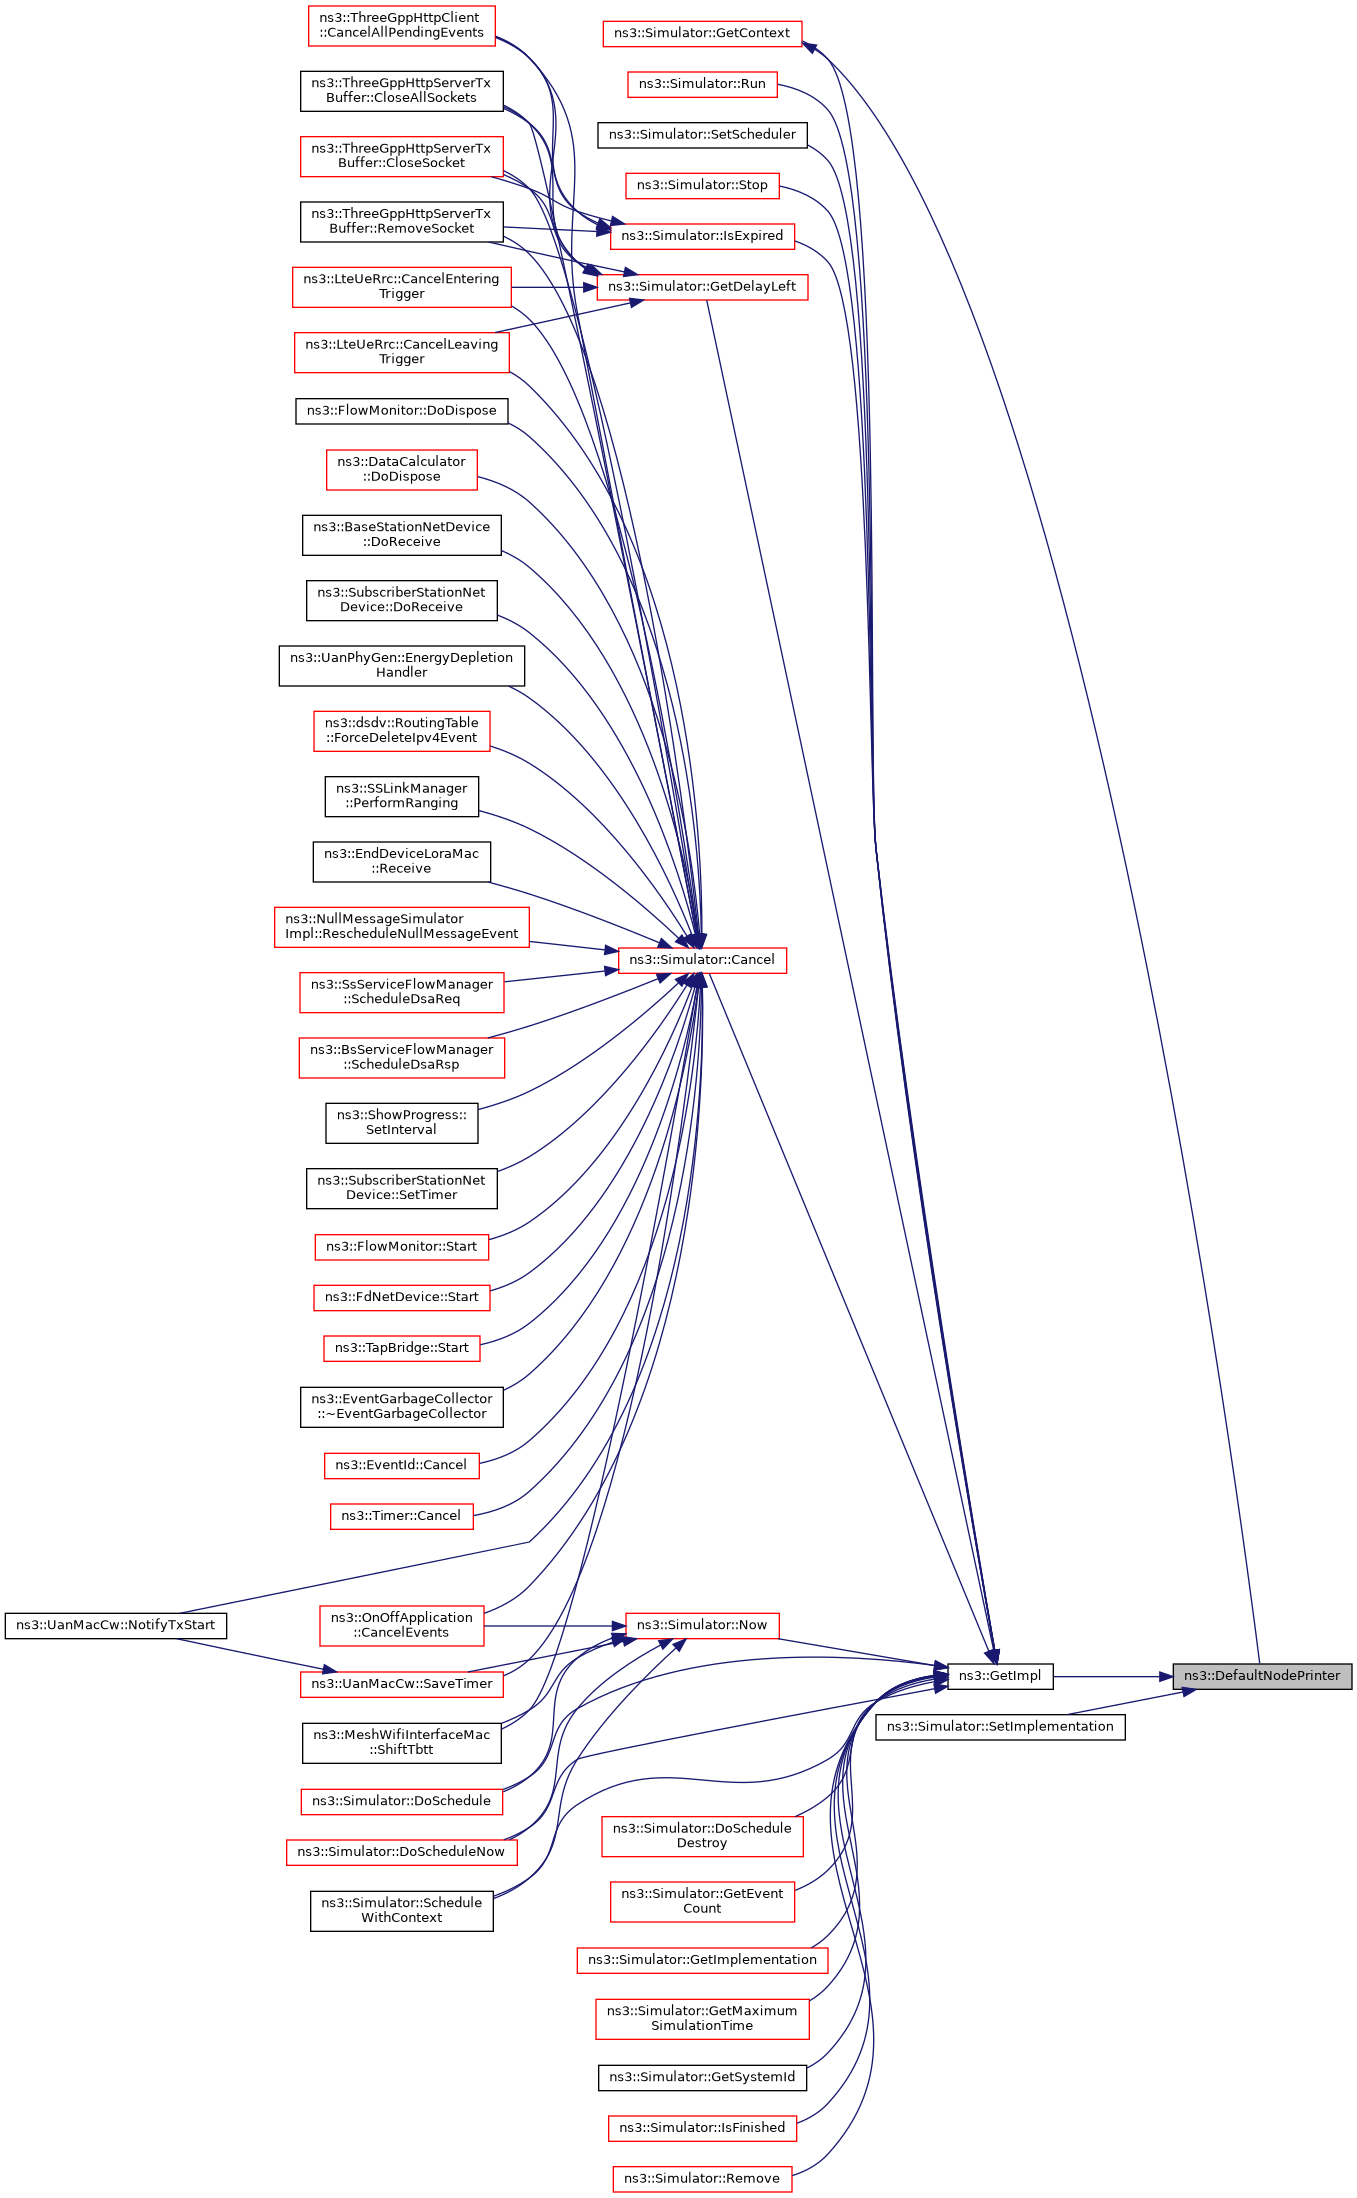 ns3::ThreeGppHttpClient
::CancelAllPendingEvents
ns3::ThreeGppHttpServerTx
Buffer::CloseAllSockets
ns3::ThreeGppHttpServerTx
Buffer::CloseSocket
ns3::ThreeGppHttpServerTx
Buffer::RemoveSocket
ns3::LteUeRrc::CancelEntering
Trigger
ns3::LteUeRrc::CancelLeaving
Trigger
ns3::FlowMonitor::DoDispose
ns3::DataCalculator
::DoDispose
ns3::BaseStationNetDevice
::DoReceive
ns3::SubscriberStationNet
Device::DoReceive
ns3::UanPhyGen::EnergyDepletion
Handler
ns3::dsdv::RoutingTable
::ForceDeleteIpv4Event
ns3::SSLinkManager
::PerformRanging
ns3::EndDeviceLoraMac
::Receive
ns3::NullMessageSimulator
Impl::RescheduleNullMessageEvent
ns3::SsServiceFlowManager
::ScheduleDsaReq
ns3::BsServiceFlowManager
::ScheduleDsaRsp
ns3::ShowProgress::
SetInterval
ns3::SubscriberStationNet
Device::SetTimer
ns3::FlowMonitor::Start
ns3::FdNetDevice::Start
ns3::TapBridge::Start
ns3::EventGarbageCollector
::~EventGarbageCollector
ns3::EventId::Cancel
ns3::Timer::Cancel
ns3::UanMacCw::NotifyTxStart
ns3::OnOffApplication
::CancelEvents
ns3::UanMacCw::SaveTimer
ns3::MeshWifiInterfaceMac
::ShiftTbtt
ns3::Simulator::DoSchedule
ns3::Simulator::DoScheduleNow
ns3::Simulator::Schedule
WithContext
ns3::Simulator::GetContext
ns3::Simulator::Run
ns3::Simulator::SetScheduler
ns3::Simulator::Stop
ns3::Simulator::IsExpired
ns3::Simulator::GetDelayLeft
ns3::Simulator::Cancel
ns3::Simulator::Now
ns3::GetImpl
ns3::DefaultNodePrinter
ns3::Simulator::SetImplementation
ns3::Simulator::DoSchedule
Destroy
ns3::Simulator::GetEvent
Count
ns3::Simulator::GetImplementation
ns3::Simulator::GetMaximum
SimulationTime
ns3::Simulator::GetSystemId
ns3::Simulator::IsFinished
ns3::Simulator::Remove